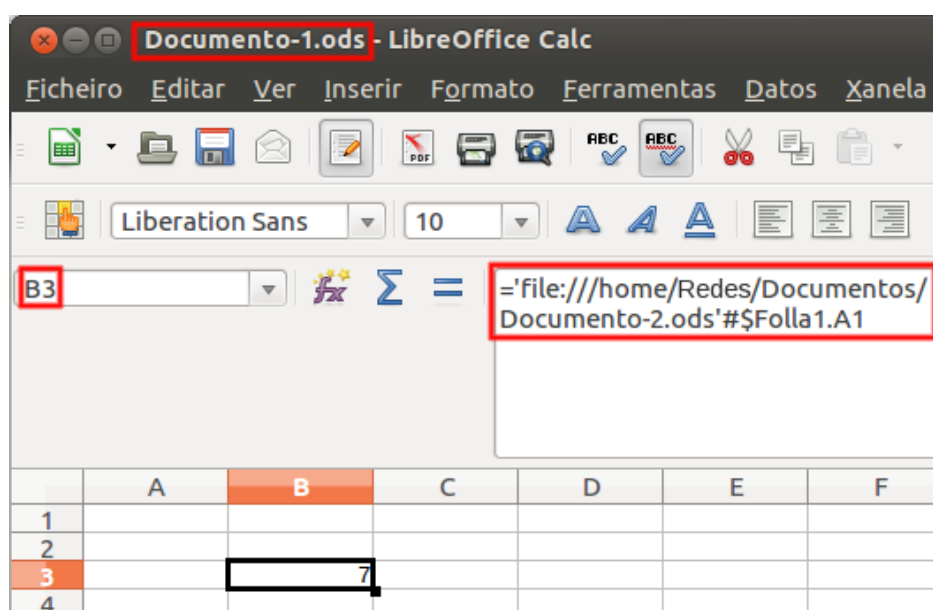 Documento-1.ods - LibreOffice Calc
Ficheiro Editar Ver Inserir Formato Ferramentas Datos Xanela
PDF ABC ABC
Liberation Sans 10
B3 fx Σ = ='file:///home/Redes/Documentos/
Documento-2.ods'#$Folla1.A1
A B C D E F
1
2
3 7
4